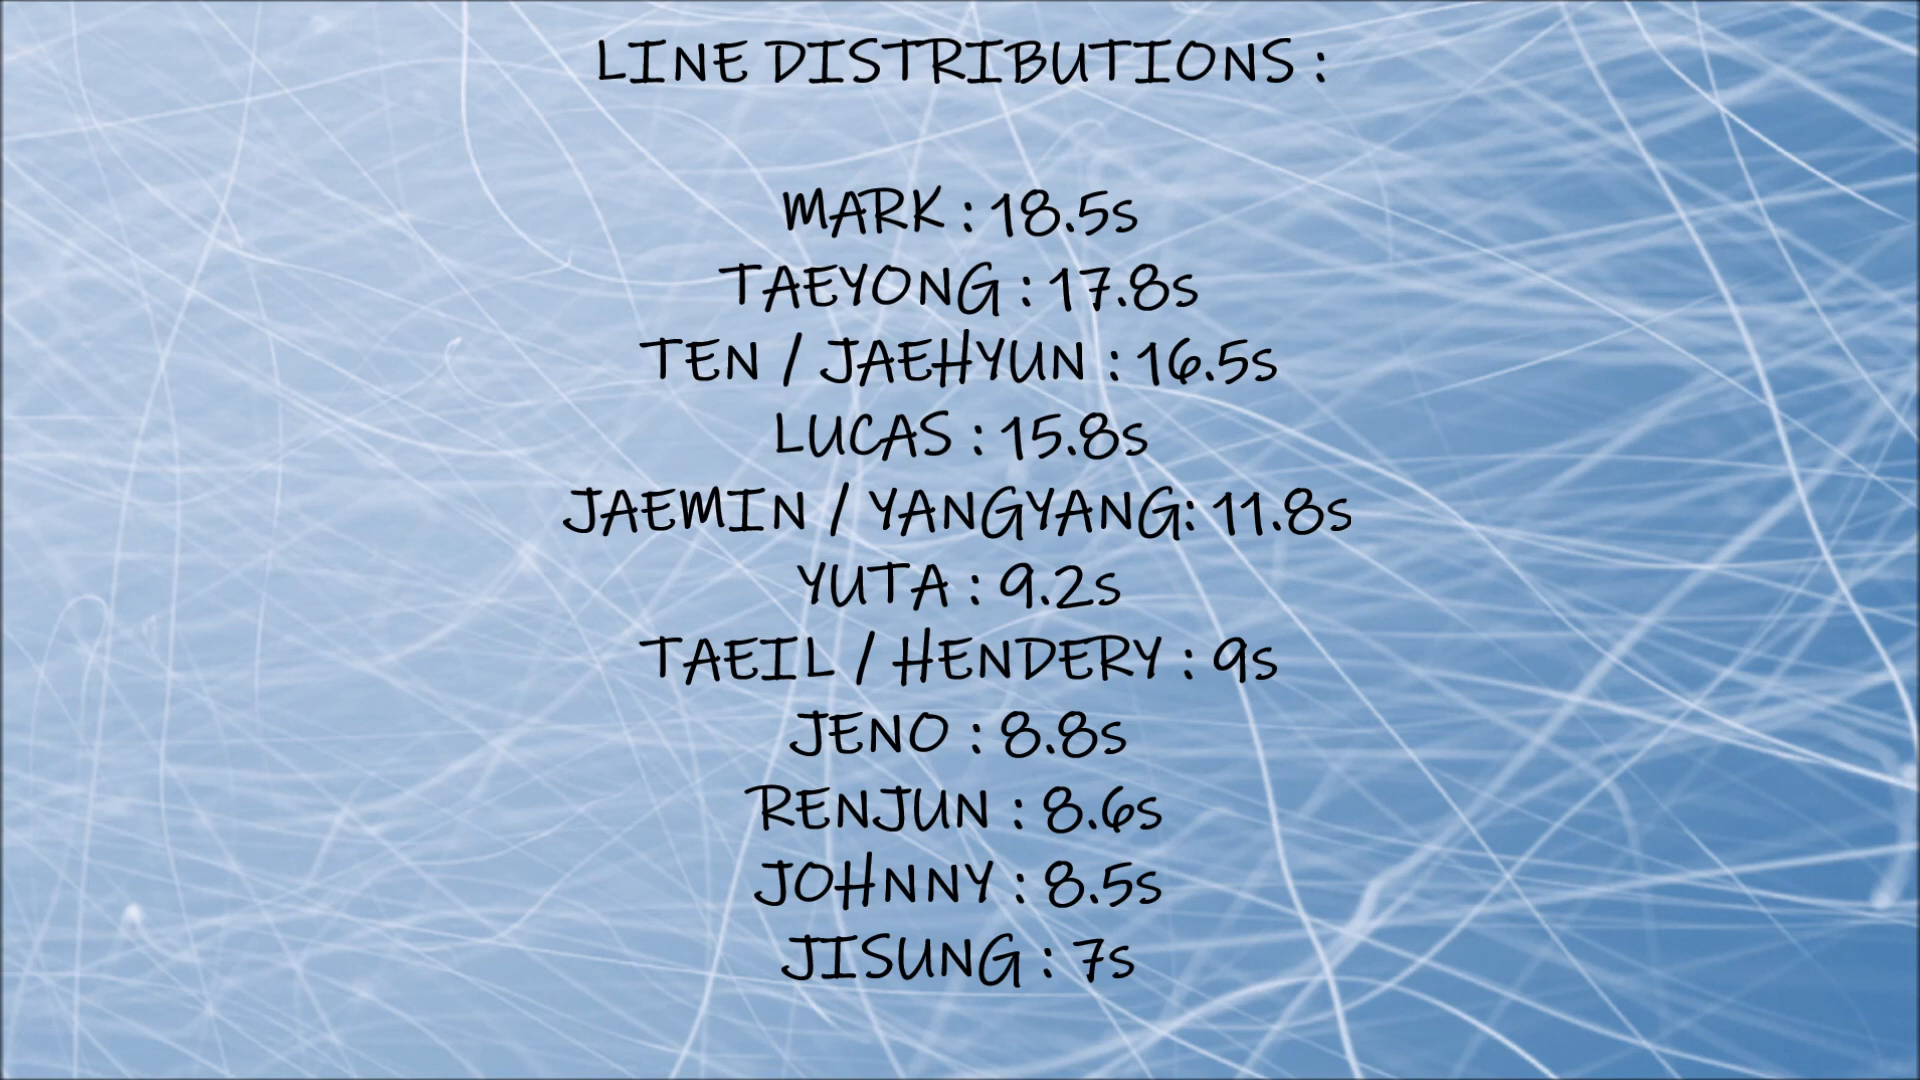 LINE DISTRIBUTIONS :
MARK : 18.5s
TAEYONG : 17.8s
TEN / JAEHYUN : 16.5s
LUCAS : 15.8s
JAEMIN / YANGYANG: 11.8s
YUTA : 9.2s
TAEIL / HENDERY : 9s
JENO : 8.8s
RENJUN : 8.6s
JOHNNY : 8.5s
JISUNG : 7s